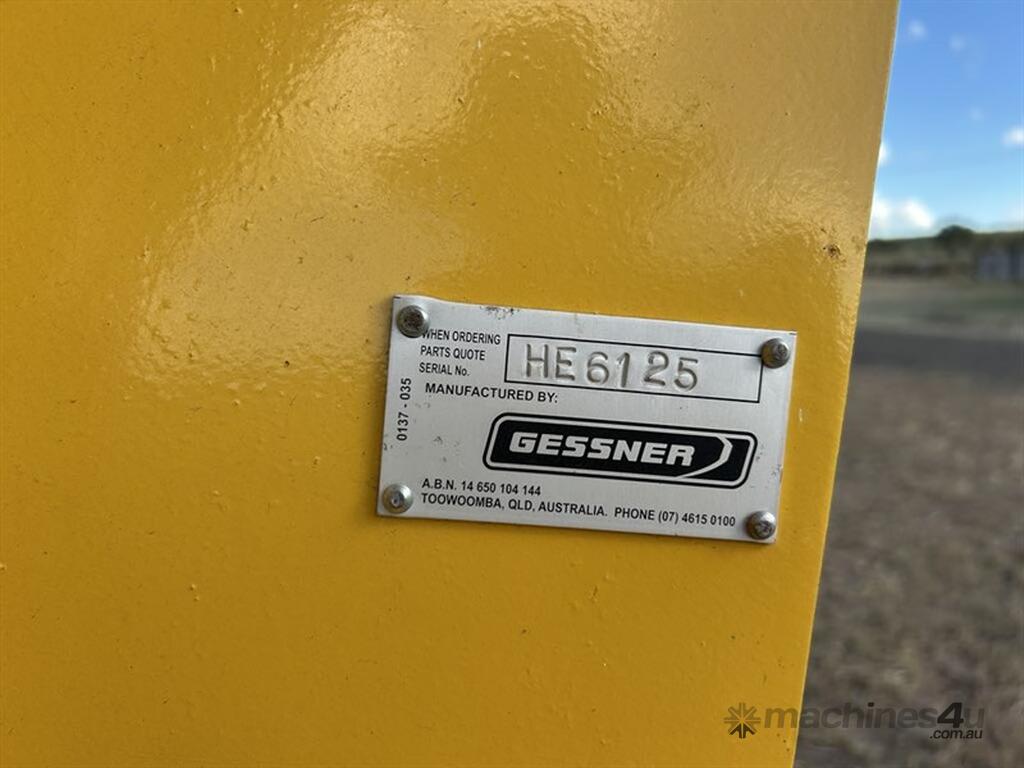 WHEN ORDERING
PARTS QUOTE
SERIAL No.
HE6125
MANUFACTURED BY:
0137 - 035
GESSNER
A.B.N. 14 650 104 144
TOOWOOMBA, QLD, AUSTRALIA. PHONE (07) 4615 0100
machines4u
.com.au